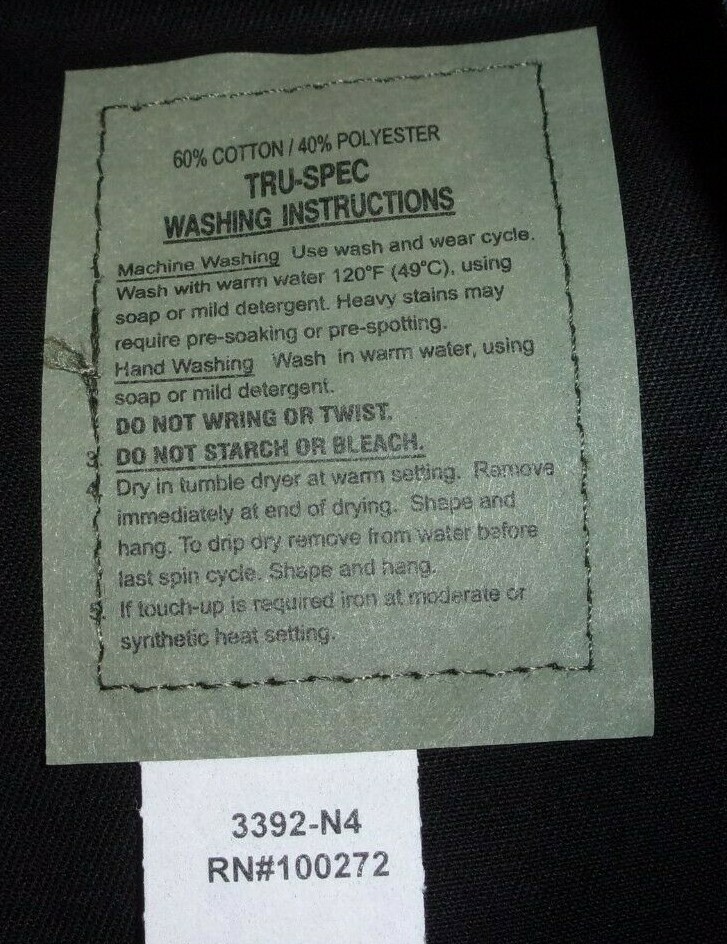 60% COTTON / 40% POLYESTER
TRU-SPEC
WASHING INSTRUCTIONS
Machine Washing Use wash and wear cycle.
Wash with warm water 120°F (49°C), using
soap or mild detergent. Heavy stains may
require pre-soaking or pre-spotting.
Hand Washing Wash in warm water, using
soap or mild detergent.
DO NOT WRING OR TWIST.
3. DO NOT STARCH OR BLEACH.
4. Dry in tumble dryer at warm setting. Remove
immediately at end of drying. Shape and
hang. To drip dry remove from water before
last spin cycle. Shape and hang.
5. If touch-up is required iron at moderate or
synthetic heat setting.
3392-N4
RN#100272